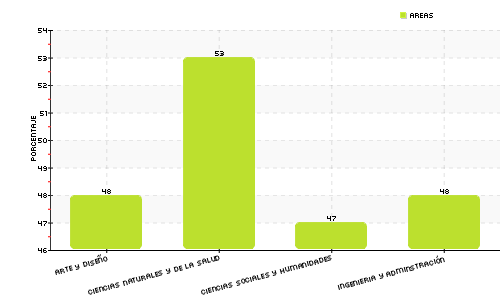 AREAS
54
53
52
51
50
49
48
47
46
PORCENTAJE
48
53
47
48
ARTE Y DISEÑO
CIENCIAS NATURALES Y DE LA SALUD
CIENCIAS SOCIALES Y HUMANIDADES
INGENIERIA Y ADMINSTRACIÓN